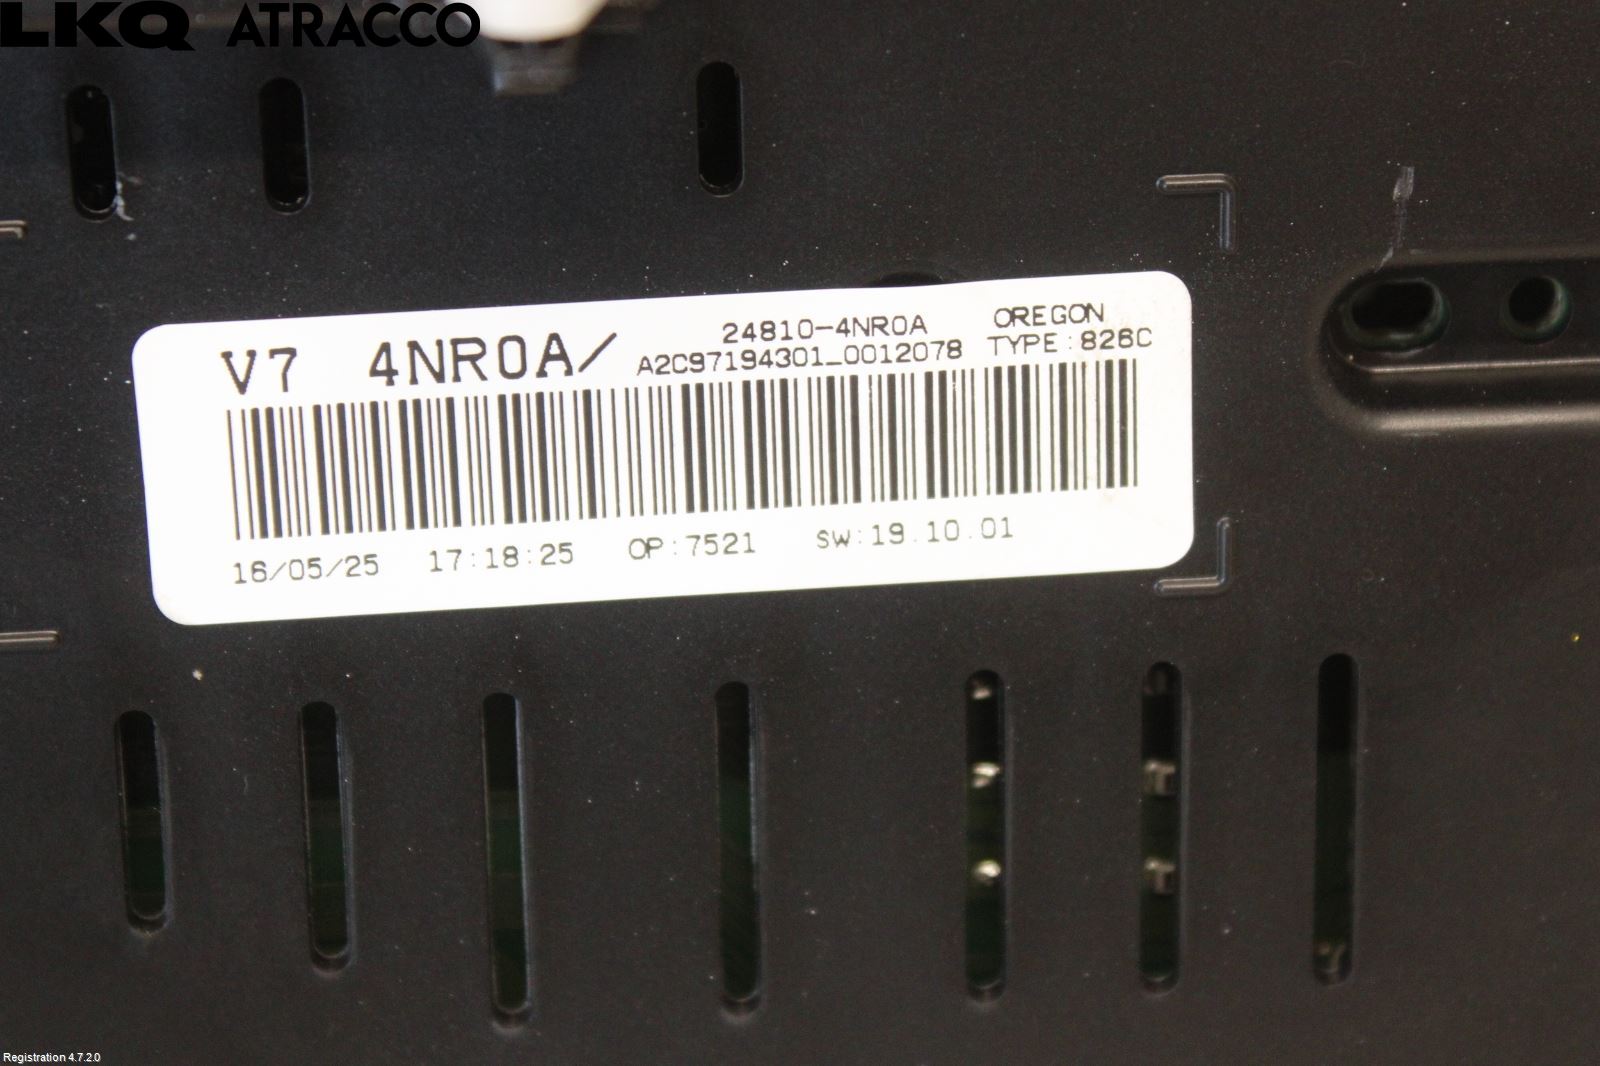 LKQ ATRACCO
V7 4NR0A/ 24810-4NR0A OREGON
A2C97194301_0012078 TYPE:826C
16/05/25 17:18:25 OP:7521 SW:19.10.01
Registration 4.7.2.0